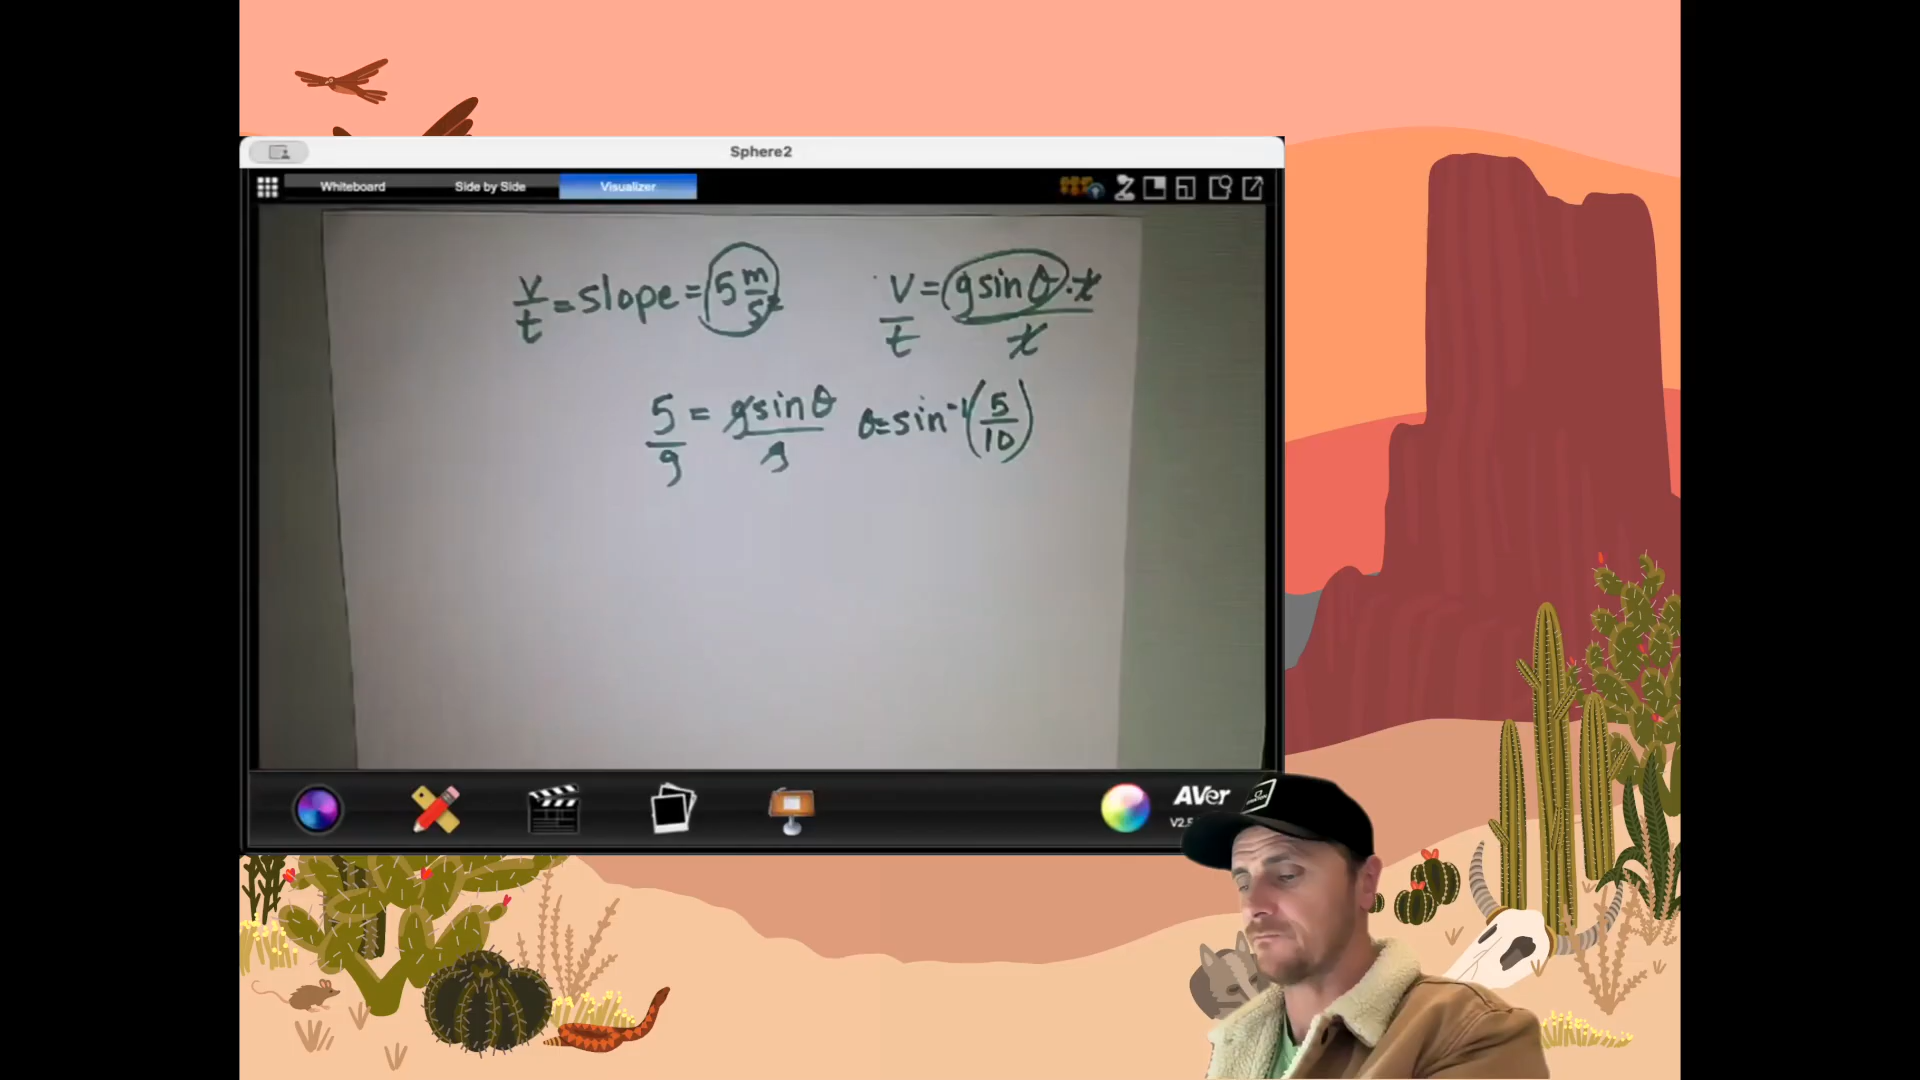 Sphere2
Whiteboard Side by Side Visualizer
v/t = slope = 5 m/s² v/t = g sin θ · t/t
5/g = g sin θ/g θ = sin⁻¹(5/10)
AVer